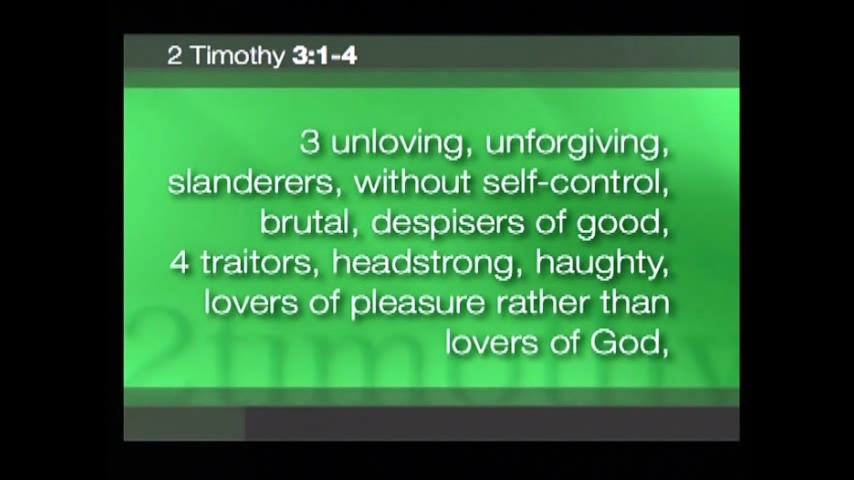 2 Timothy 3:1-4
3 unloving, unforgiving,
slanderers, without self-control,
brutal, despisers of good,
4 traitors, headstrong, haughty,
lovers of pleasure rather than
lovers of God,
2timothy